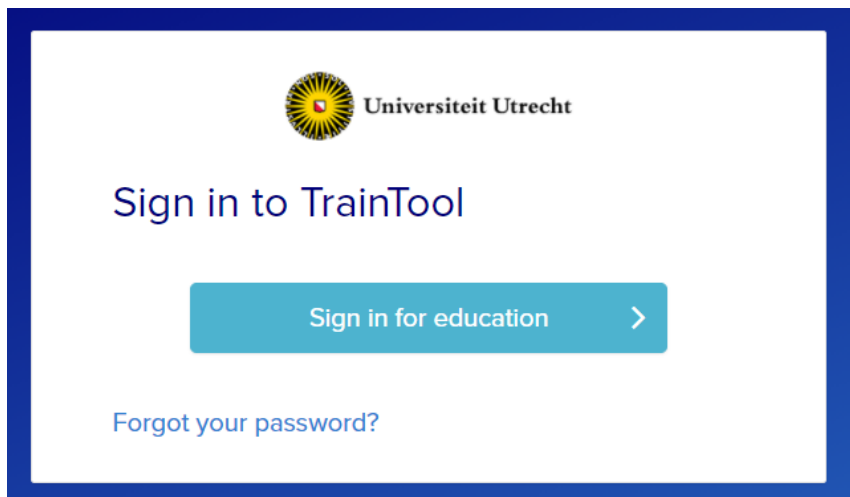 Universiteit Utrecht
Sign in to TrainTool
Sign in for education
Forgot your password?